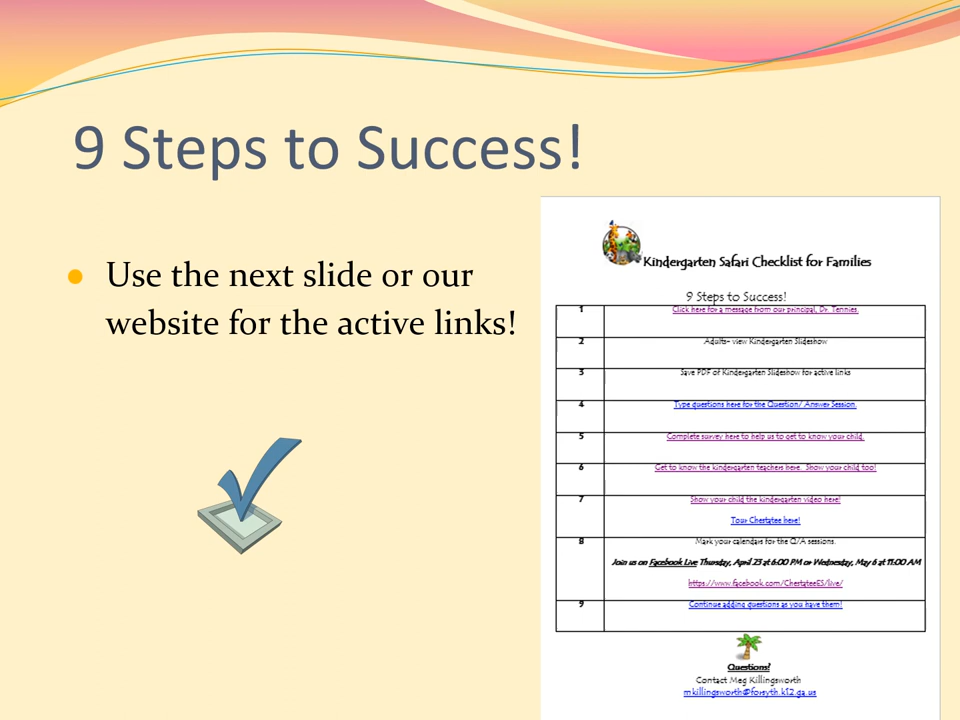 9 Steps to Success!
Use the next slide or our
website for the active links!
Kindergarten Safari Checklist for Families
9 Steps to Success!
1 Click here for a message from our principal, Dr. Tennies.
2 Adults- view Kindergarten Slideshow
3 Save PDF of Kindergarten Slideshow for active links
4 Type questions here for the Question/ Answer Session.
5 Complete survey here to help us to get to know your child.
6 Get to know the kindergarten teachers here. Show your child too!
7 Show your child the kindergarten video here!
Tour Chestatee here!
8 Mark your calendars for the Q/A sessions.
Join us on Facebook Live Thursday, April 23 at 6:00 PM or Wednesday, May 6 at 11:00 AM
https://www.facebook.com/ChestateeES/live/
9 Continue adding questions as you have them!
Questions?
Contact Meg Killingsworth
mkillingsworth@forsyth.k12.ga.us